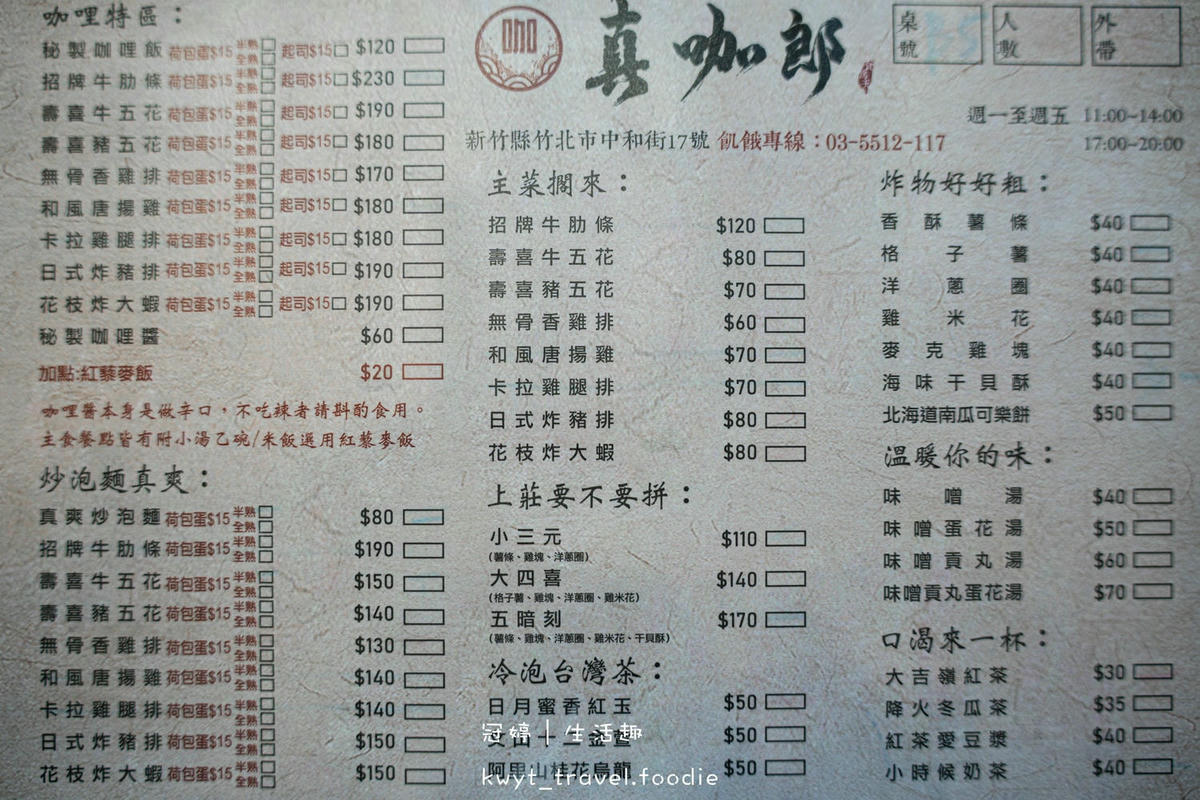 咖哩特區：
秘製咖哩飯 荷包蛋$15 半熟 全熟 起司$15 $120
招牌牛肋條 荷包蛋$15 半熟 全熟 起司$15 $230
壽喜牛五花 荷包蛋$15 半熟 全熟 起司$15 $190
壽喜豬五花 荷包蛋$15 半熟 全熟 起司$15 $180
無骨香雞排 荷包蛋$15 半熟 全熟 起司$15 $170
和風唐揚雞 荷包蛋$15 半熟 全熟 起司$15 $180
卡拉雞腿排 荷包蛋$15 半熟 全熟 起司$15 $180
日式炸豬排 荷包蛋$15 半熟 全熟 起司$15 $190
花枝炸大蝦 荷包蛋$15 半熟 全熟 起司$15 $190
秘製咖哩醬 $60
加點:紅藜麥飯 $20
咖哩醬本身是做辛口，不吃辣者請斟酌食用。
主食餐點皆有附小湯乙碗/米飯選用紅藜麥飯
炒泡麵真爽：
真爽炒泡麵 荷包蛋$15 半熟 全熟 $80
招牌牛肋條 荷包蛋$15 半熟 全熟 $190
壽喜牛五花 荷包蛋$15 半熟 全熟 $150
壽喜豬五花 荷包蛋$15 半熟 全熟 $140
無骨香雞排 荷包蛋$15 半熟 全熟 $130
和風唐揚雞 荷包蛋$15 半熟 全熟 $140
卡拉雞腿排 荷包蛋$15 半熟 全熟 $140
日式炸豬排 荷包蛋$15 半熟 全熟 $150
花枝炸大蝦 荷包蛋$15 半熟 全熟 $150
咖
真咖郎
桌號 人數 外帶
週一至週五 11:00~14:00
17:00~20:00
新竹縣竹北市中和街17號 飢餓專線：03-5512-117
主菜擱來：
招牌牛肋條 $120
壽喜牛五花 $80
壽喜豬五花 $70
無骨香雞排 $60
和風唐揚雞 $70
卡拉雞腿排 $70
日式炸豬排 $80
花枝炸大蝦 $80
上莊要不要拼：
小三元 $110
(薯條、雞塊、洋蔥圈)
大四喜 $140
(格子薯、雞塊、洋蔥圈、雞米花)
五暗刻 $170
(薯條、雞塊、洋蔥圈、雞米花、干貝酥)
冷泡台灣茶：
日月蜜香紅玉 $50
$50
阿里山桂花烏龍 $50
炸物好好粗：
香酥薯條 $40
格子薯 $40
洋蔥圈 $40
雞米花 $40
麥克雞塊 $40
海味干貝酥 $40
北海道南瓜可樂餅 $50
溫暖你的味：
味噌湯 $40
味噌蛋花湯 $50
味噌貢丸湯 $60
味噌貢丸蛋花湯 $70
口渴來一杯：
大吉嶺紅茶 $30
降火冬瓜茶 $35
紅茶愛豆漿 $40
小時候奶茶 $40
冠婷｜生活趣
kwyt_travel.foodie